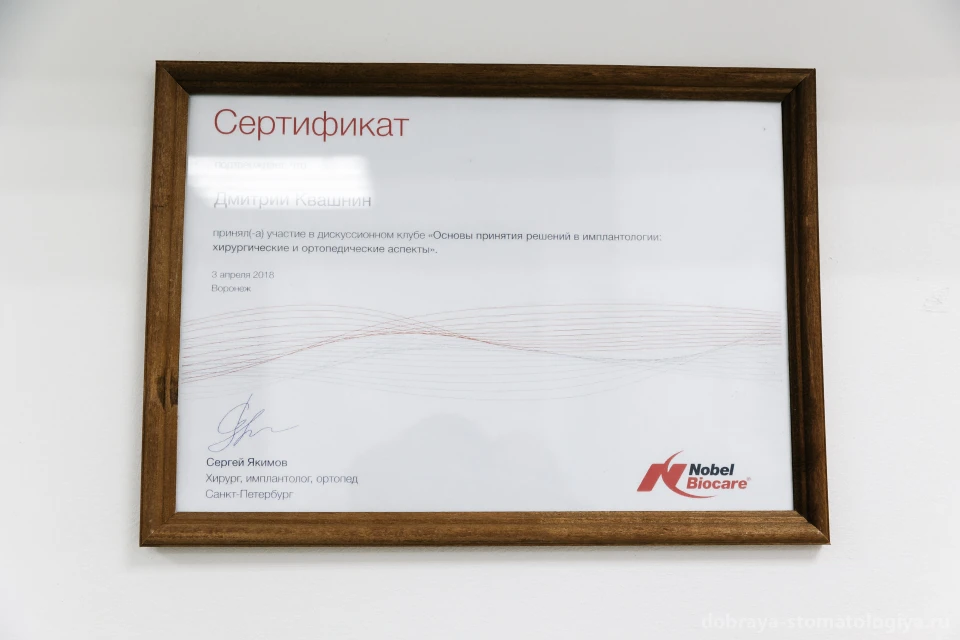 Сертификат
Дмитрий Квашнин
принял(-а) участие в дискуссионном клубе «Основы принятия решений в имплантологии:
хирургические и ортопедические аспекты».
3 апреля 2018
Воронеж
Сергей Якимов
Хирург, имплантолог, ортопед
Санкт-Петербург
Nobel
Biocare®
dobraya-stomatologiya.ru